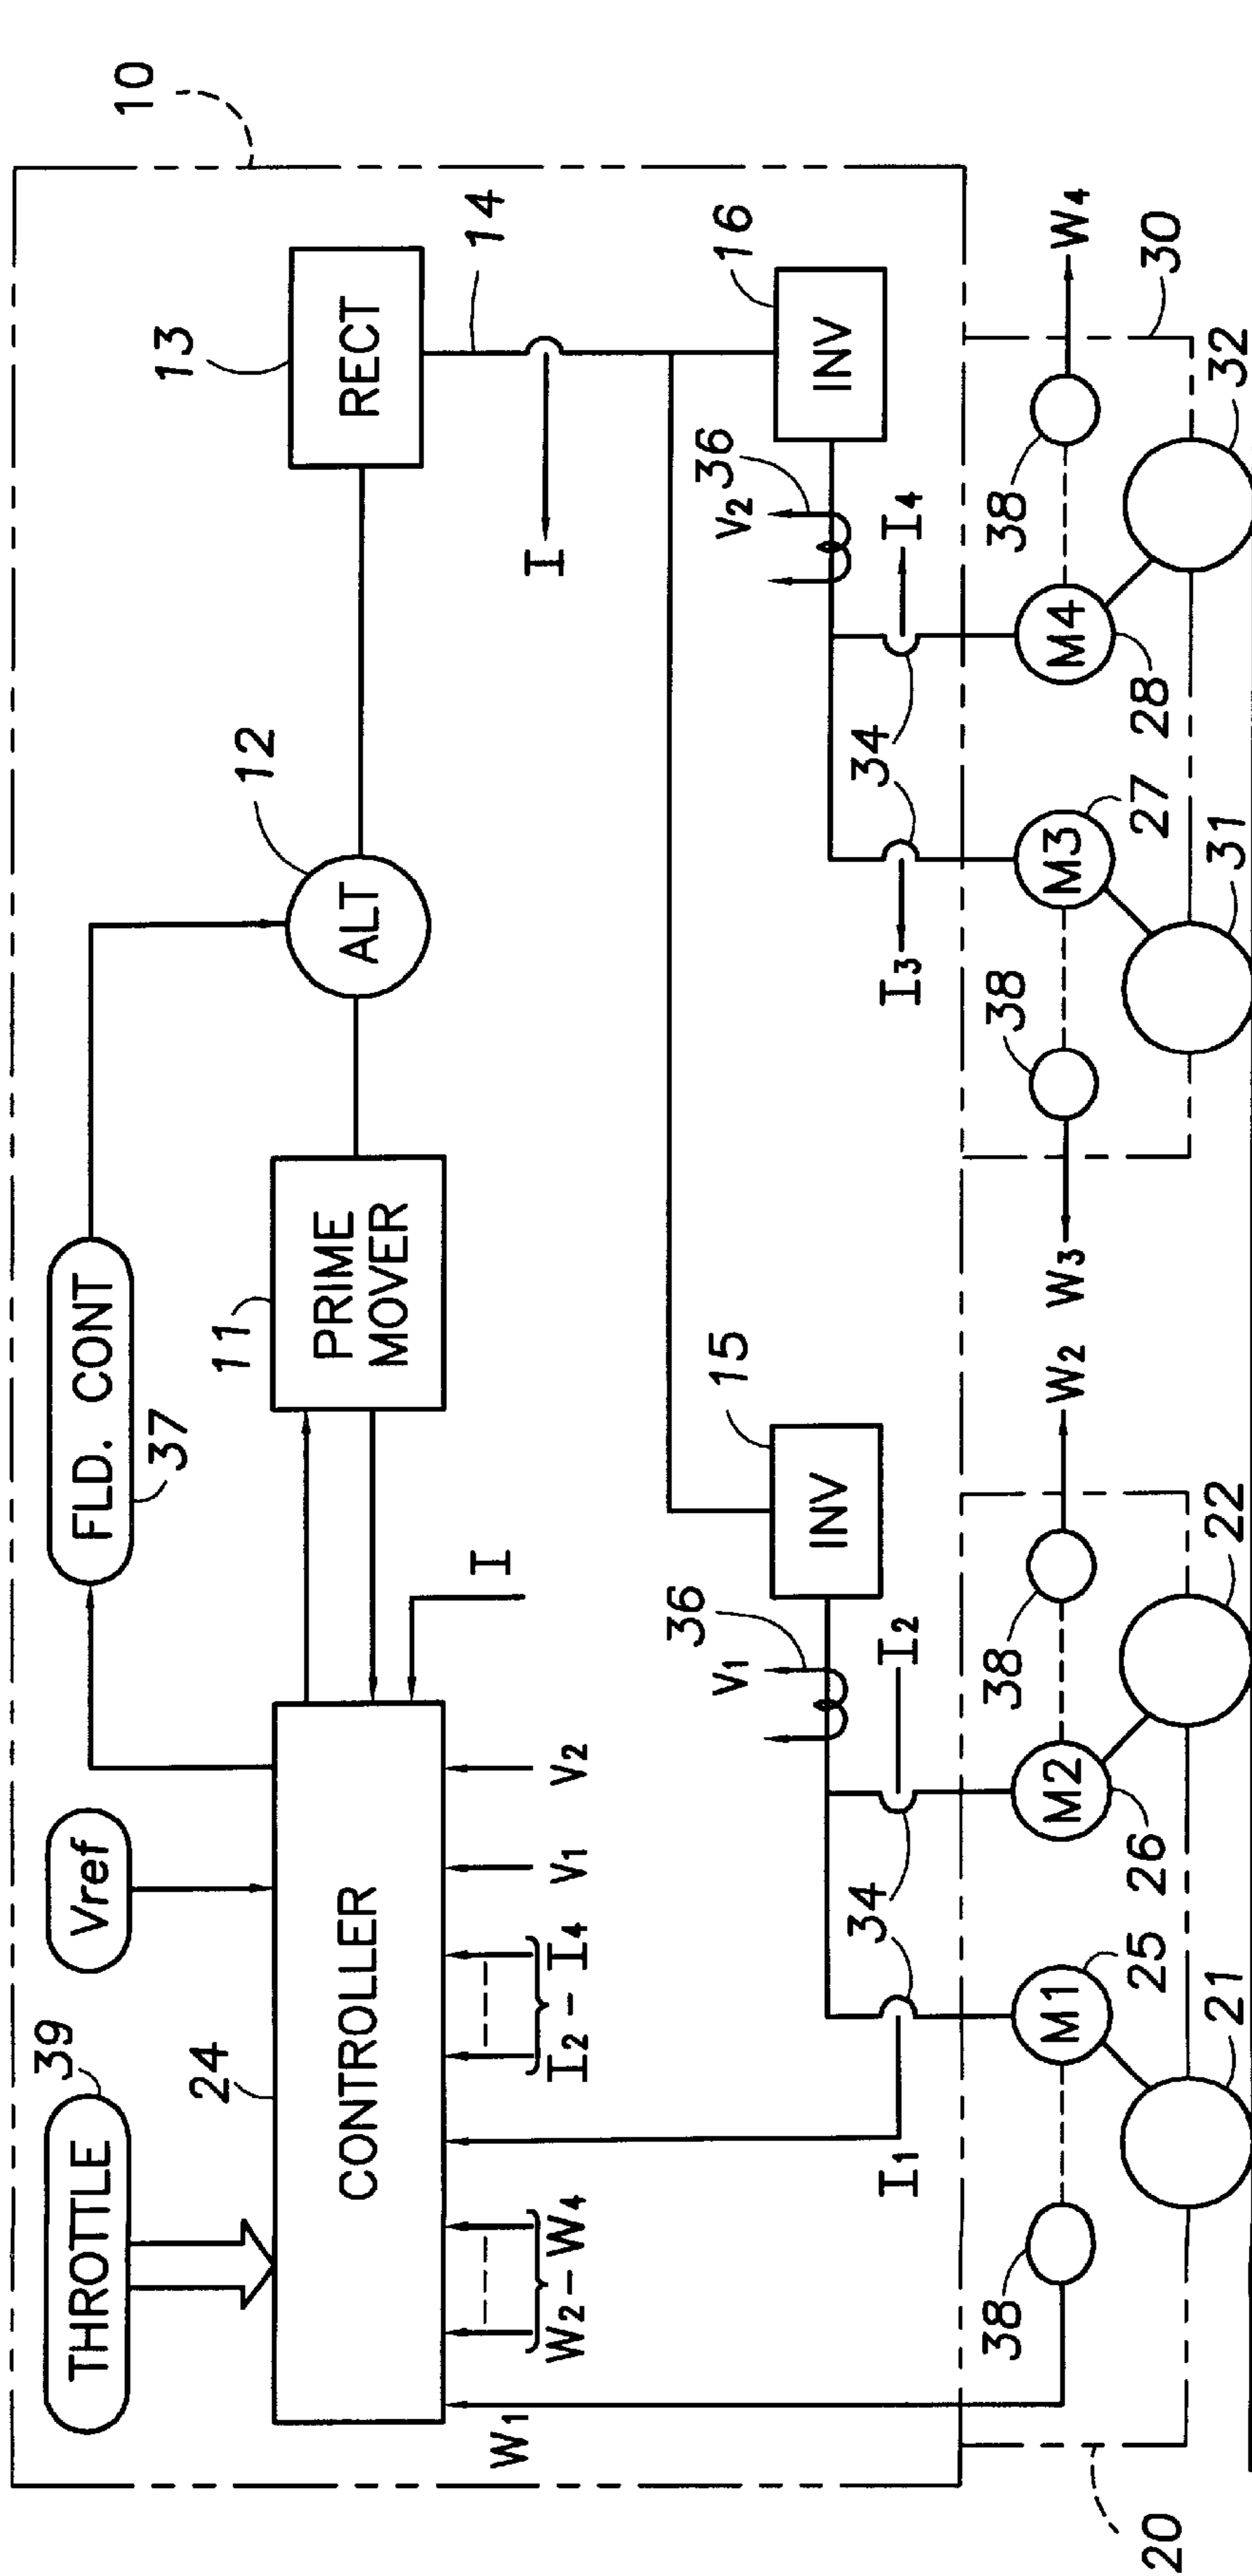 10
THROTTLE
39
Vref
FLD. CONT
37
24
CONTROLLER
11
PRIME
MOVER
12
ALT
13
RECT
14
I
I
W1
W2-W4
I1
I2-I4
V1
V2
36
V1
15
INV
36
V2
16
INV
34
I2
34
I3
I4
38
M1
25
M2
26
38
W2
W3
38
M3
27
M4
28
38
W4
30
20
21
22
31
32